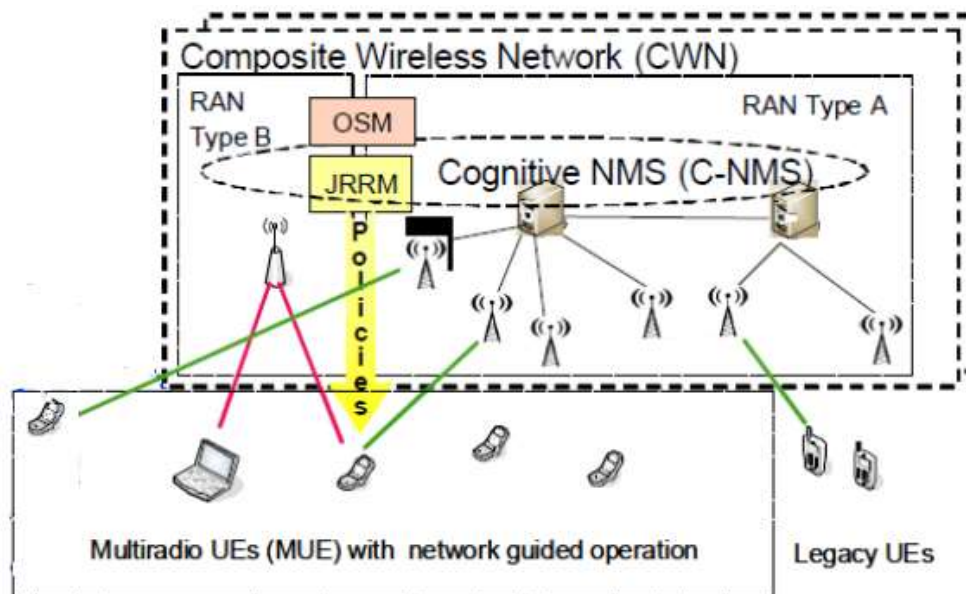 Composite Wireless Network (CWN)
RAN
Type B
OSM
RAN Type A
JRRM
Cognitive NMS (C-NMS)
Policies
Multiradio UEs (MUE) with network guided operation
Legacy UEs